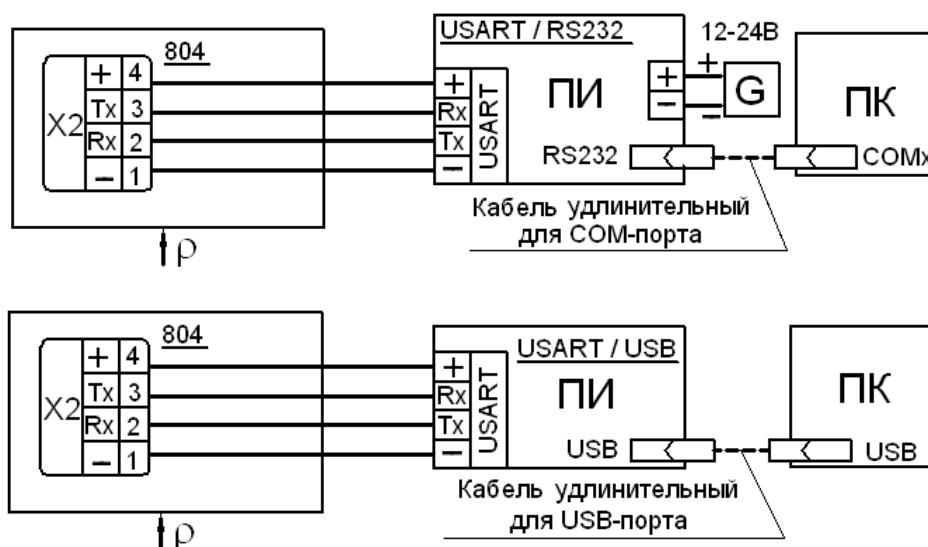 804
X2
+ 4
Tx 3
Rx 2
− 1
USART / RS232
+
Rx
Tx
−
USART
ПИ
+
−
12-24В
+
−
G
ПК
RS232
COMx
Кабель удлинительный
для COM-порта
ρ
804
X2
+ 4
Tx 3
Rx 2
− 1
USART / USB
+
Rx
Tx
−
USART
ПИ
ПК
USB
USB
Кабель удлинительный
для USB-порта
ρ